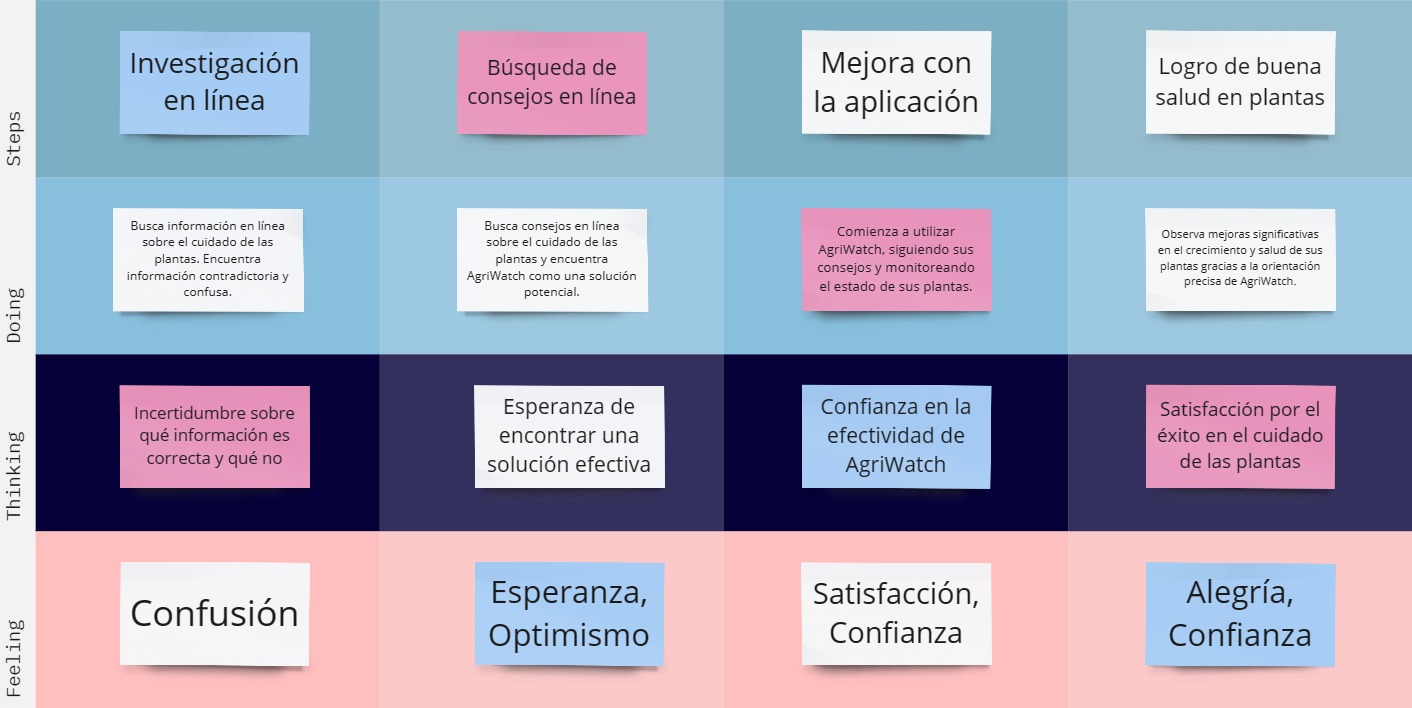 Steps
Investigación
en línea
Búsqueda de
consejos en línea
Mejora con
la aplicación
Logro de buena
salud en plantas
Doing
Busca información en línea
sobre el cuidado de las
plantas. Encuentra
información contradictoria y
confusa.
Busca consejos en línea
sobre el cuidado de las
plantas y encuentra
AgriWatch como una solución
potencial.
Comienza a utilizar
AgriWatch, siguiendo sus
consejos y monitoreando
el estado de sus plantas.
Observa mejoras significativas
en el crecimiento y salud de sus
plantas gracias a la orientación
precisa de AgriWatch.
Thinking
Incertidumbre sobre
qué información es
correcta y qué no
Esperanza de
encontrar una
solución efectiva
Confianza en la
efectividad de
AgriWatch
Satisfacción por el
éxito en el cuidado
de las plantas
Feeling
Confusión
Esperanza,
Optimismo
Satisfacción,
Confianza
Alegría,
Confianza